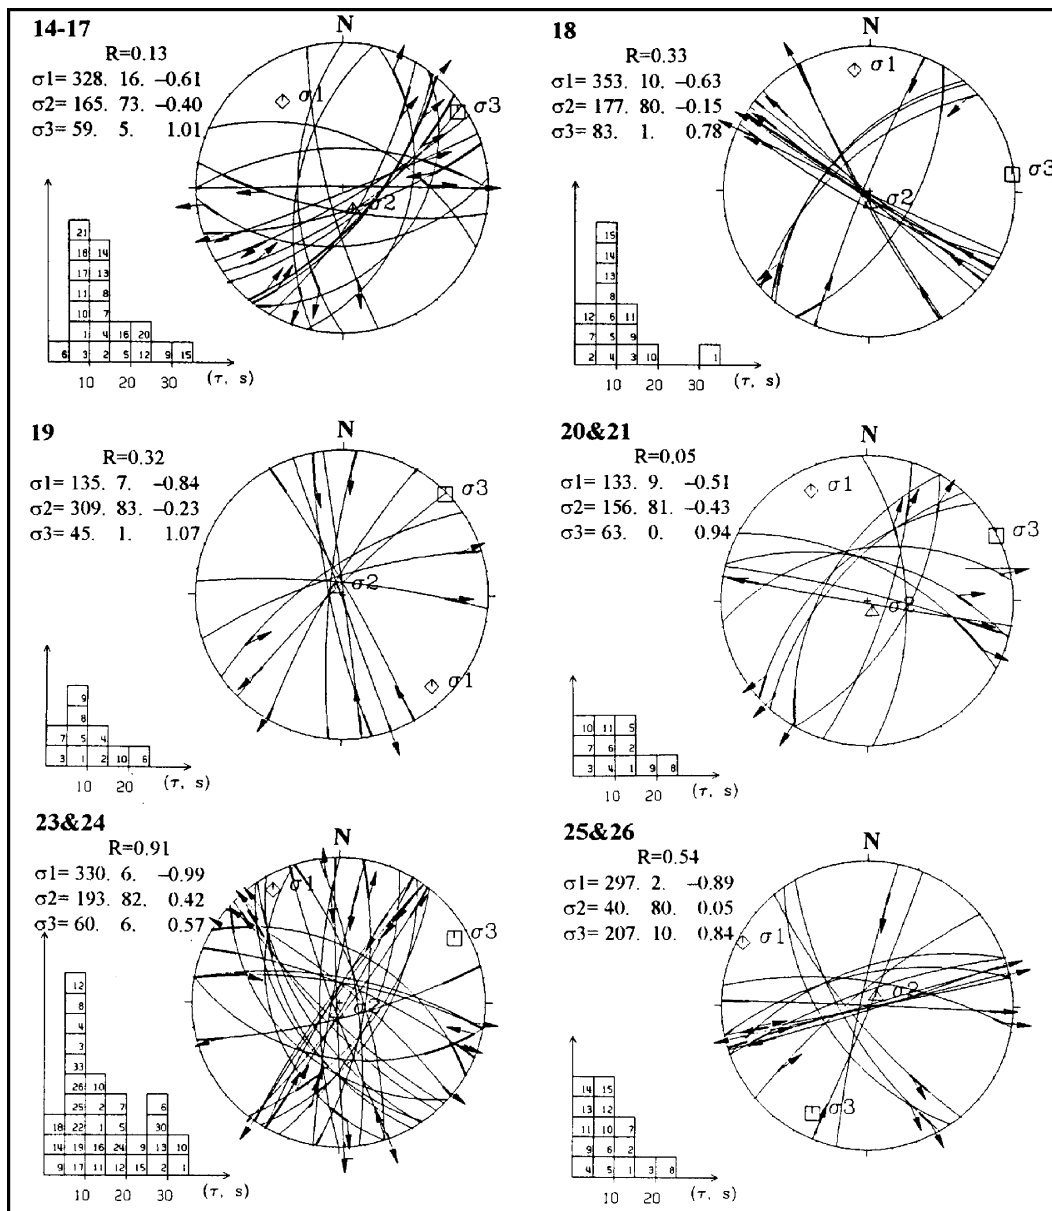 14-17
N
R=0.13
σ1= 328. 16. −0.61
σ2= 165. 73. −0.40
σ3= 59. 5. 1.01
σ1
σ3
σ2
21
18 14
17 13
11 8
10 7
1 4 16 20
6 3 2 5 12 9 15
10 20 30 (τ, s)
18
N
R=0.33
σ1= 353. 10. −0.63
σ2= 177. 80. −0.15
σ3= 83. 1. 0.78
σ1
σ3
σ2
15
14
13
8
12 6 11
7 5 9
2 4 3 10 1
10 20 30 (τ, s)
19
N
R=0.32
σ1= 135. 7. −0.84
σ2= 309. 83. −0.23
σ3= 45. 1. 1.07
σ3
σ2
σ1
9
8
7 5 4
3 1 2 10 6
10 20 (τ, s)
20&21
N
R=0,05
σ1= 133. 9. −0.51
σ2= 156. 81. −0.43
σ3= 63. 0. 0.94
σ1
σ3
σ2
10 11 5
7 6 2
3 4 1 9 8
10 20 (τ, s)
23&24
N
R=0.91
σ1= 330. 6. −0.99
σ2= 193. 82. 0.42
σ3= 60. 6. 0.57
σ1
σ3
σ2
12
8
4
3
33
26 10
25 2 7 6
18 22 1 5 30
14 19 16 24 9 13 10
9 17 11 12 15 2 1
10 20 30 (τ, s)
25&26
N
R=0.54
σ1= 297. 2. −0.89
σ2= 40. 80. 0.05
σ3= 207. 10. 0.84
σ1
σ2
σ3
14 15
13 12
11 10 7
9 6 2
4 5 1 3 8
10 20 (τ, s)